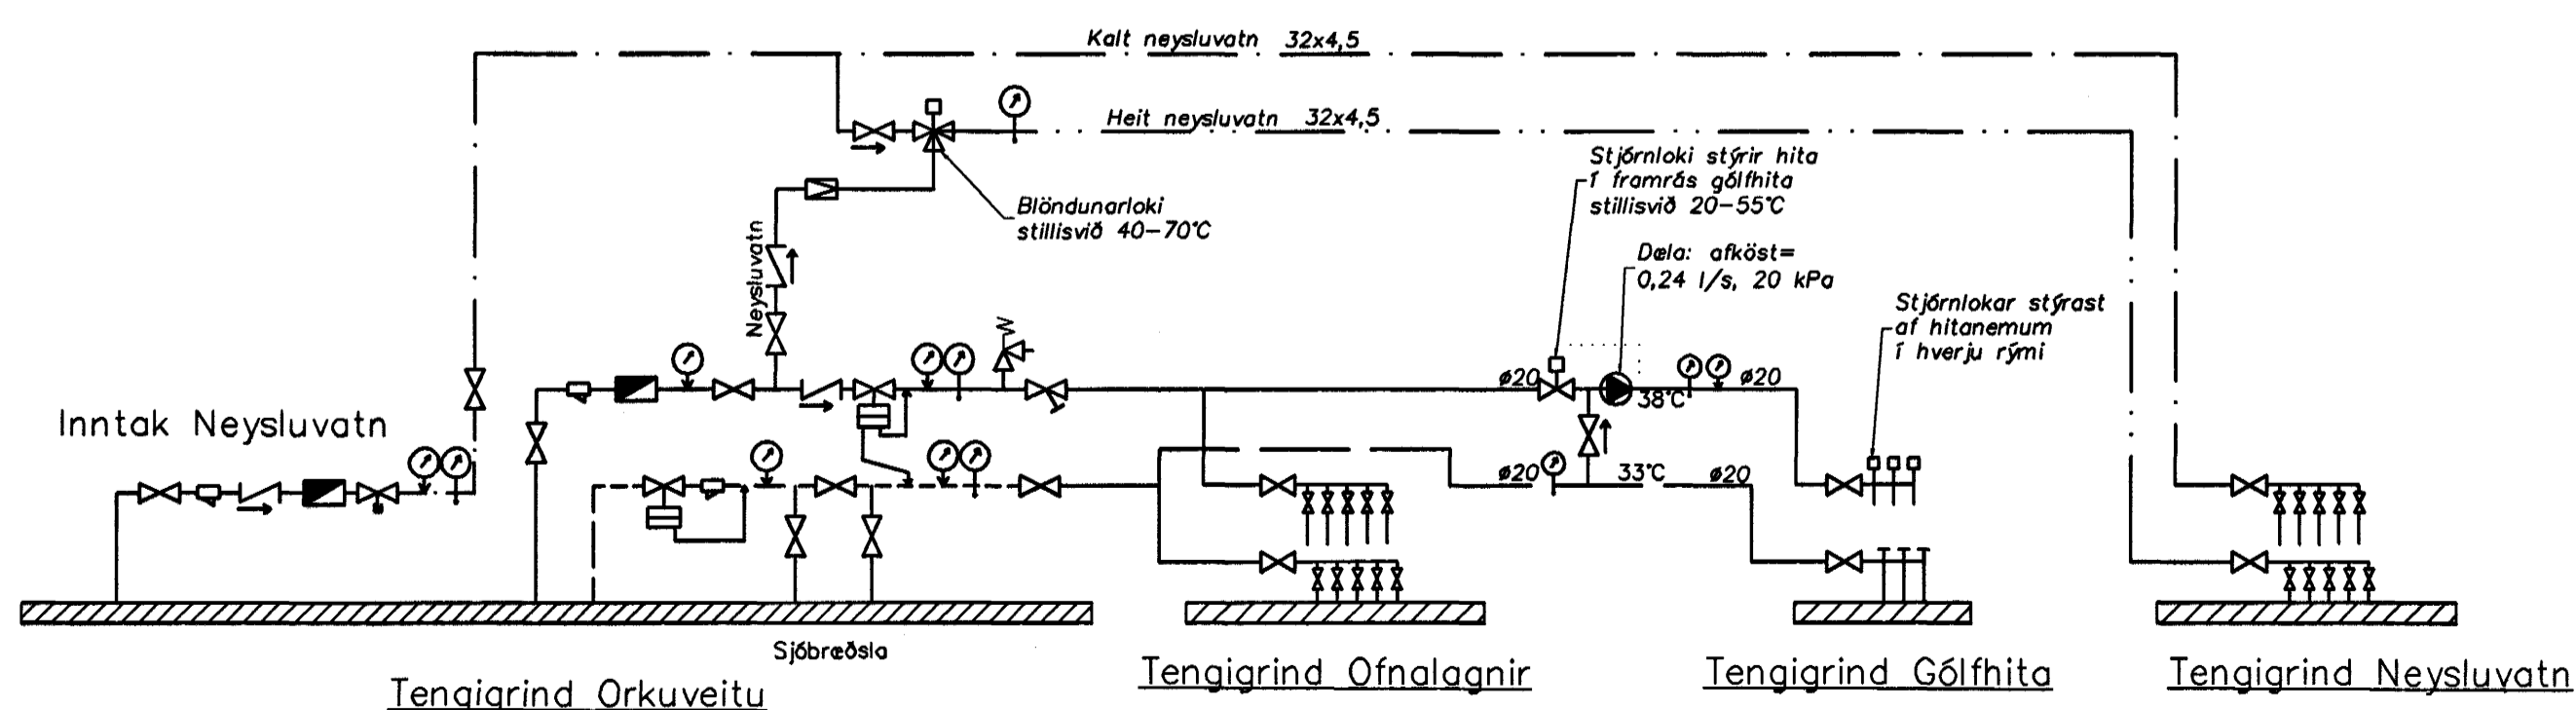 Kalt neysluvatn 32x4,5
Heit neysluvatn 32x4,5
Stjórnloki stýrir hita
í framrás gólfhita
stillisvið 20-55°C
Blöndunarloki
stillisvið 40-70°C
Neysluvatn
Dæla: afköst=
0,24 l/s, 20 kPa
Stjórnlokar stýrast
af hitanemum
í hverju rými
ø20
38°C
ø20
Inntak Neysluvatn
ø20
33°C
ø20
Sjóbræðsla
Tengigrind Orkuveitu
Tengigrind Ofnalagnir
Tengigrind Gólfhita
Tengigrind Neysluvatn